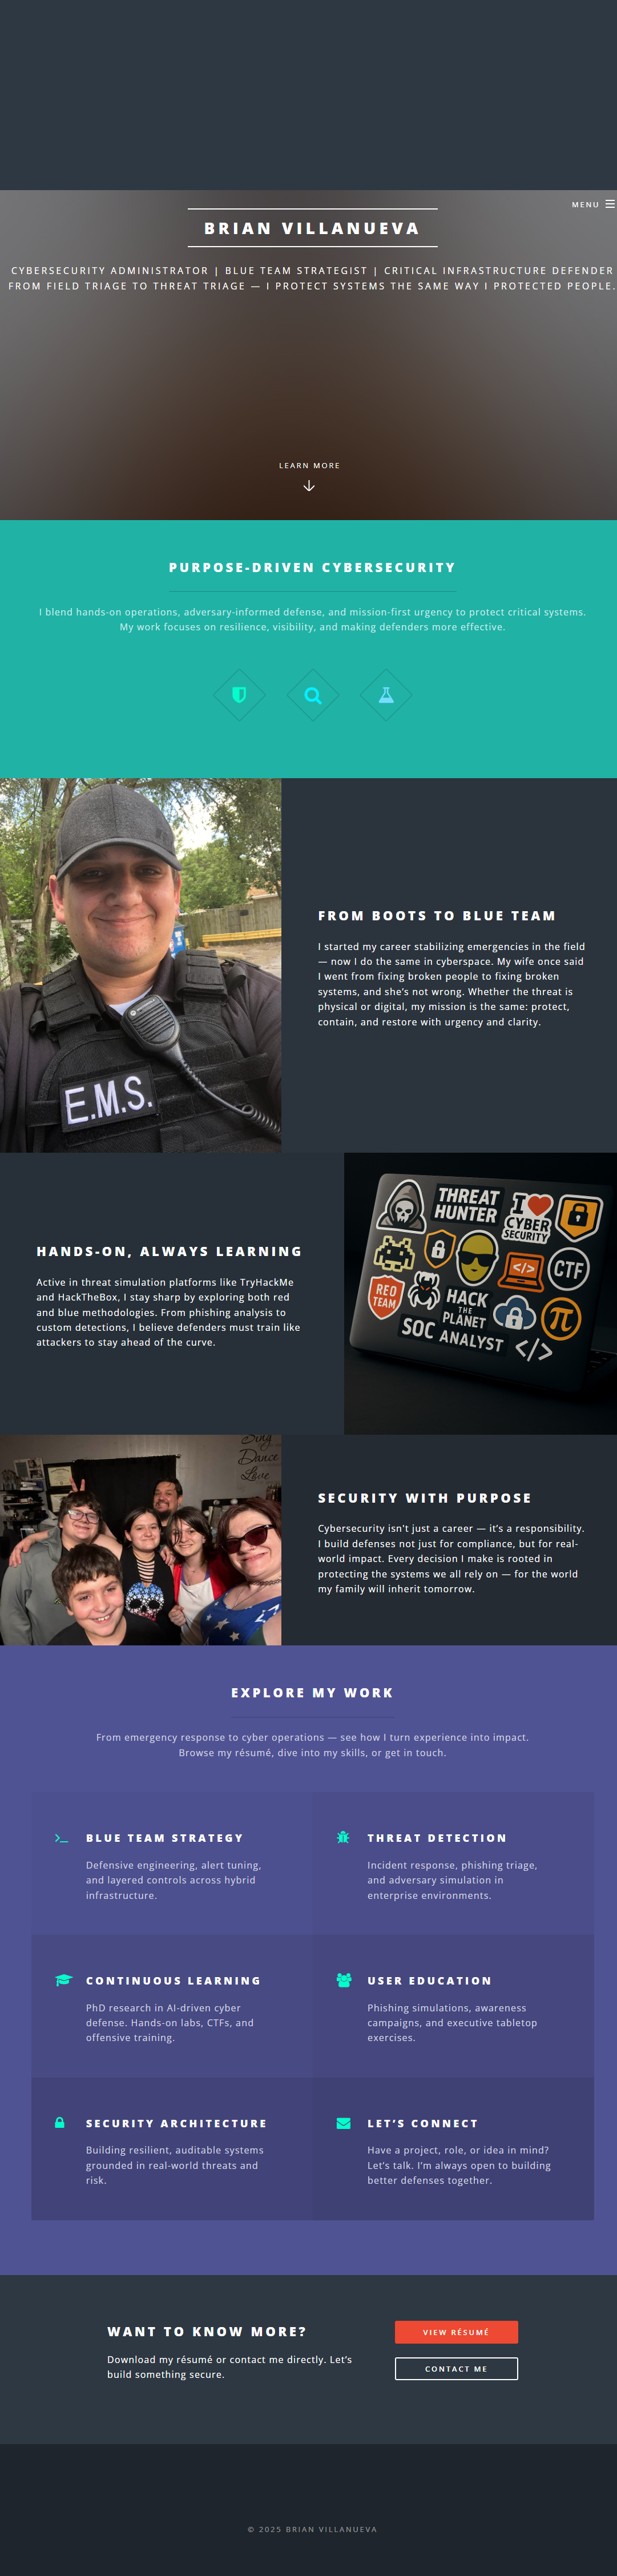 MENU
BRIAN VILLANUEVA
CYBERSECURITY ADMINISTRATOR | BLUE TEAM STRATEGIST | CRITICAL INFRASTRUCTURE DEFENDER
FROM FIELD TRIAGE TO THREAT TRIAGE — I PROTECT SYSTEMS THE SAME WAY I PROTECTED PEOPLE.
LEARN MORE
PURPOSE-DRIVEN CYBERSECURITY
I blend hands-on operations, adversary-informed defense, and mission-first urgency to protect critical systems.
My work focuses on resilience, visibility, and making defenders more effective.
E.M.S.
FROM BOOTS TO BLUE TEAM
I started my career stabilizing emergencies in the field
— now I do the same in cyberspace. My wife once said
I went from fixing broken people to fixing broken
systems, and she’s not wrong. Whether the threat is
physical or digital, my mission is the same: protect,
contain, and restore with urgency and clarity.
HANDS-ON, ALWAYS LEARNING
Active in threat simulation platforms like TryHackMe
and HackTheBox, I stay sharp by exploring both red
and blue methodologies. From phishing analysis to
custom detections, I believe defenders must train like
attackers to stay ahead of the curve.
THREAT
HUNTER
I
CYBER
SECURITY
</>
CTF
RED
TEAM
HACK
THE
PLANET
π
SOC ANALYST
</>
Sing
Dance
Love
SECURITY WITH PURPOSE
Cybersecurity isn't just a career — it’s a responsibility.
I build defenses not just for compliance, but for real-
world impact. Every decision I make is rooted in
protecting the systems we all rely on — for the world
my family will inherit tomorrow.
EXPLORE MY WORK
From emergency response to cyber operations — see how I turn experience into impact.
Browse my résumé, dive into my skills, or get in touch.
BLUE TEAM STRATEGY
Defensive engineering, alert tuning,
and layered controls across hybrid
infrastructure.
THREAT DETECTION
Incident response, phishing triage,
and adversary simulation in
enterprise environments.
CONTINUOUS LEARNING
PhD research in AI-driven cyber
defense. Hands-on labs, CTFs, and
offensive training.
USER EDUCATION
Phishing simulations, awareness
campaigns, and executive tabletop
exercises.
SECURITY ARCHITECTURE
Building resilient, auditable systems
grounded in real-world threats and
risk.
LET’S CONNECT
Have a project, role, or idea in mind?
Let’s talk. I’m always open to building
better defenses together.
WANT TO KNOW MORE?
Download my résumé or contact me directly. Let’s
build something secure.
VIEW RÉSUMÉ
CONTACT ME
© 2025 BRIAN VILLANUEVA